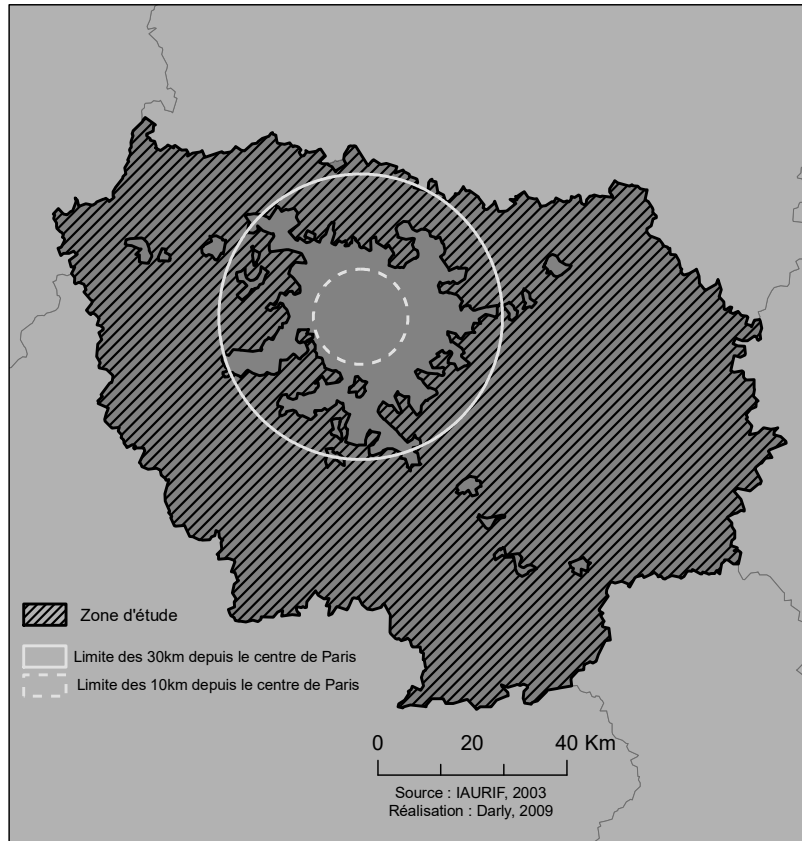 Zone d'étude
Limite des 30km depuis le centre de Paris
Limite des 10km depuis le centre de Paris
0 20 40 Km
Source : IAURIF, 2003
Réalisation : Darly, 2009